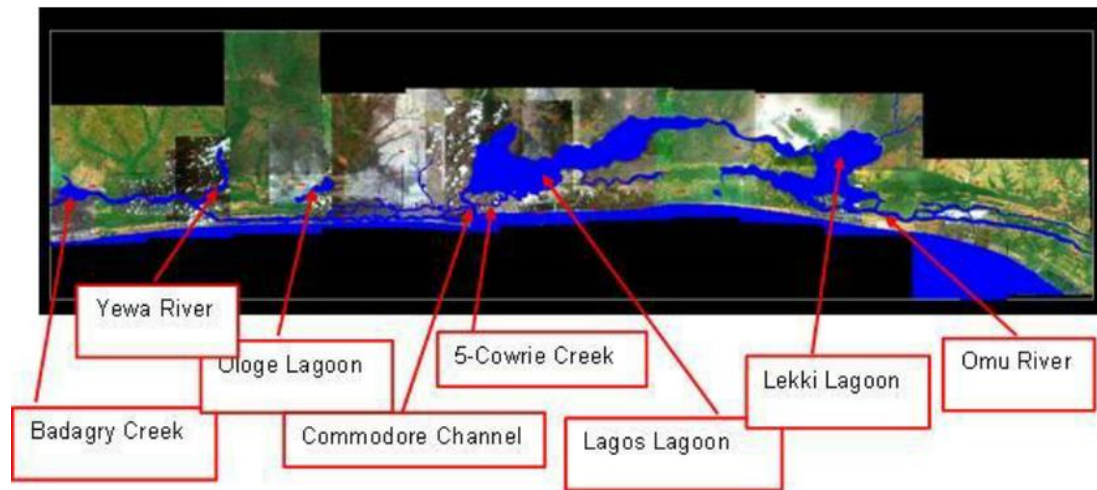 Yewa River
Ologe Lagoon
5-Cowrie Creek
Lekki Lagoon
Omu River
Badagry Creek
Commodore Channel
Lagos Lagoon